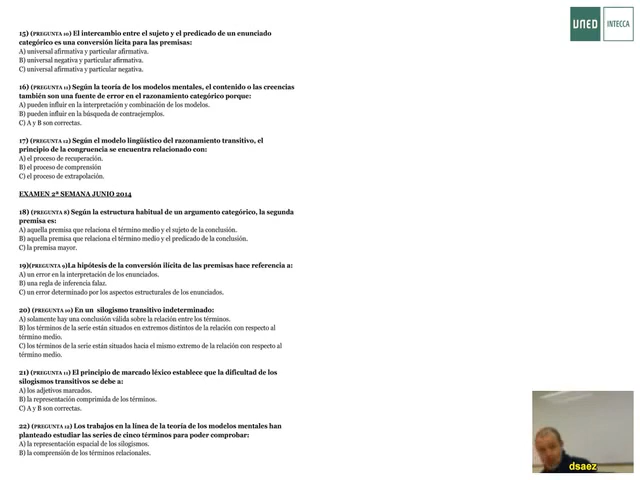 UNED INTECCA
15) (PREGUNTA 10) El intercambio entre el sujeto y el predicado de un enunciado
categórico es una conversión lícita para las premisas:
A) universal afirmativa y particular afirmativa.
B) universal negativa y particular afirmativa.
C) universal afirmativa y particular negativa.
16) (PREGUNTA 11) Según la teoría de los modelos mentales, el contenido o las creencias
también son una fuente de error en el razonamiento categórico porque:
A) pueden influir en la interpretación y combinación de los modelos.
B) pueden influir en la búsqueda de contraejemplos.
C) A y B son correctas.
17) (PREGUNTA 12) Según el modelo lingüístico del razonamiento transitivo, el
principio de la congruencia se encuentra relacionado con:
A) el proceso de recuperación.
B) el proceso de comprensión
C) el proceso de extrapolación.
EXAMEN 2ª SEMANA JUNIO 2014
18) (PREGUNTA 8) Según la estructura habitual de un argumento categórico, la segunda
premisa es:
A) aquella premisa que relaciona el término medio y el sujeto de la conclusión.
B) aquella premisa que relaciona el término medio y el predicado de la conclusión.
C) la premisa mayor.
19)(PREGUNTA 9)La hipótesis de la conversión ilícita de las premisas hace referencia a:
A) un error en la interpretación de los enunciados.
B) una regla de inferencia falaz.
C) un error determinado por los aspectos estructurales de los enunciados.
20) (PREGUNTA 10) En un silogismo transitivo indeterminado:
A) solamente hay una conclusión válida sobre la relación entre los términos.
B) los términos de la serie están situados en extremos distintos de la relación con respecto al
término medio.
C) los términos de la serie están situados hacia el mismo extremo de la relación con respecto al
término medio.
21) (PREGUNTA 11) El principio de marcado léxico establece que la dificultad de los
silogismos transitivos se debe a:
A) los adjetivos marcados.
B) la representación comprimida de los términos.
C) A y B son correctas.
22) (PREGUNTA 12) Los trabajos en la línea de la teoría de los modelos mentales han
planteado estudiar las series de cinco términos para poder comprobar:
A) la representación espacial de los silogismos.
B) la comprensión de los términos relacionales.
dsaez